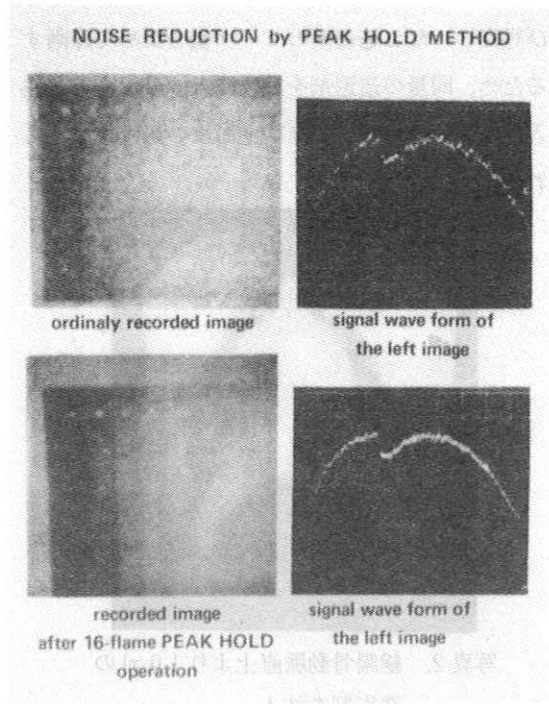 NOISE REDUCTION by PEAK HOLD METHOD
ordinaly recorded image
signal wave form of
the left image
recorded image
after 16-flame PEAK HOLD
operation
signal wave form of
the left image